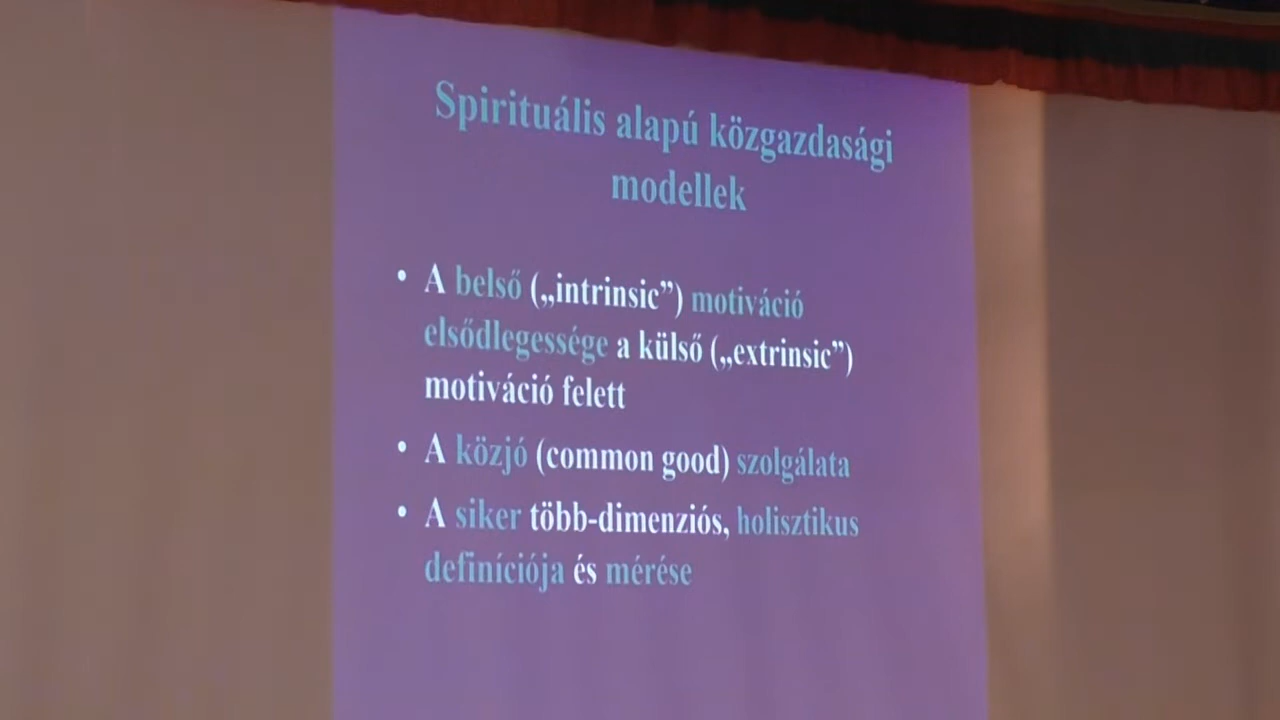 Spirituális alapú közgazdasági
modellek
• A belső („intrinsic”) motiváció
elsődlegessége a külső („extrinsic”)
motiváció felett
• A közjó (common good) szolgálata
• A siker több-dimenziós, holisztikus
definíciója és mérése